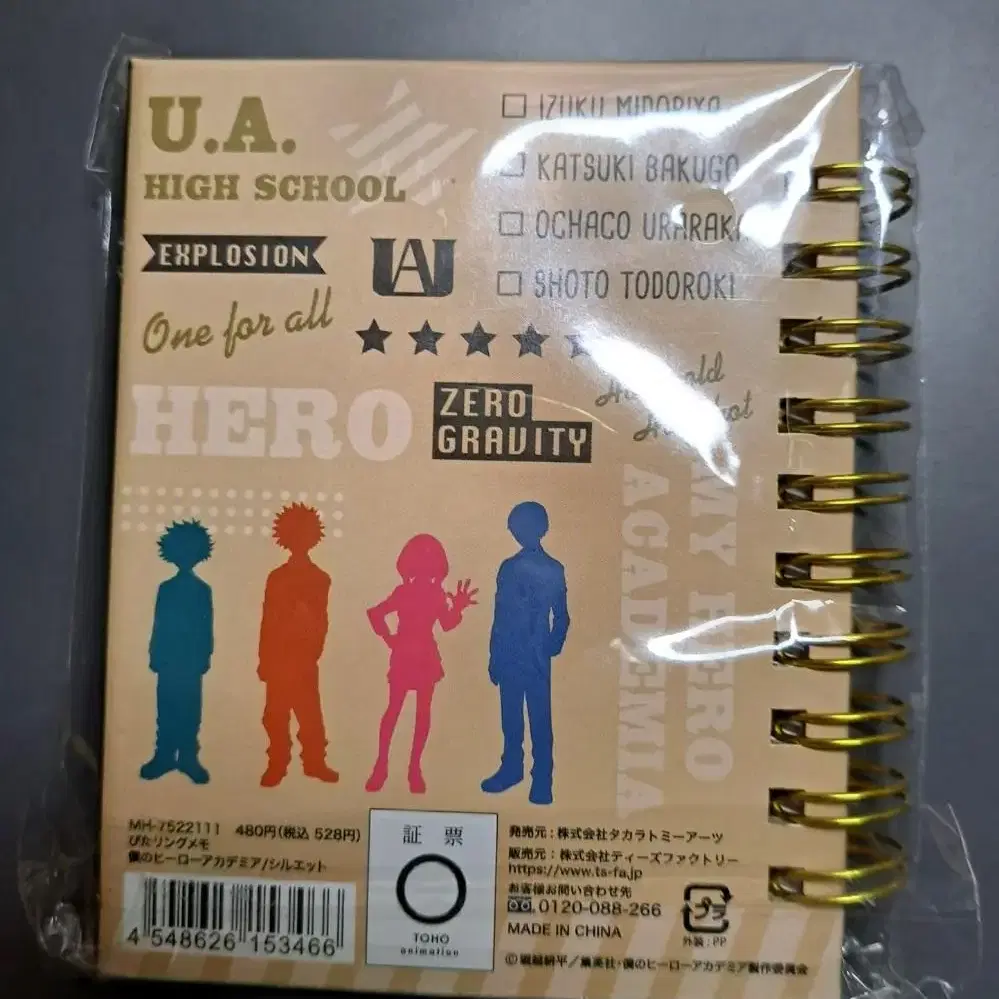 U.A.
HIGH SCHOOL
EXPLOSION
UA
One for all
HERO
ZERO
GRAVITY
IZUKU MIDORIYA
KATSUKI BAKUGO
OCHACO URARAKA
SHOTO TODOROKI
MY HERO
ACADEMIA
MH-7522111 480円(税込 528円)
ぴたリングメモ
僕のヒーローアカデミア/シルエット
4 548626 153466
証票
TOHO
animation
発売元:株式会社タカラトミーアーツ
販売元:株式会社ティーズファクトリー
https://www.ts-fa.jp
お客様お問い合わせ先
0120-088-266
MADE IN CHINA
プラ
外装:PP
©堀越耕平/集英社・僕のヒーローアカデミア製作委員会